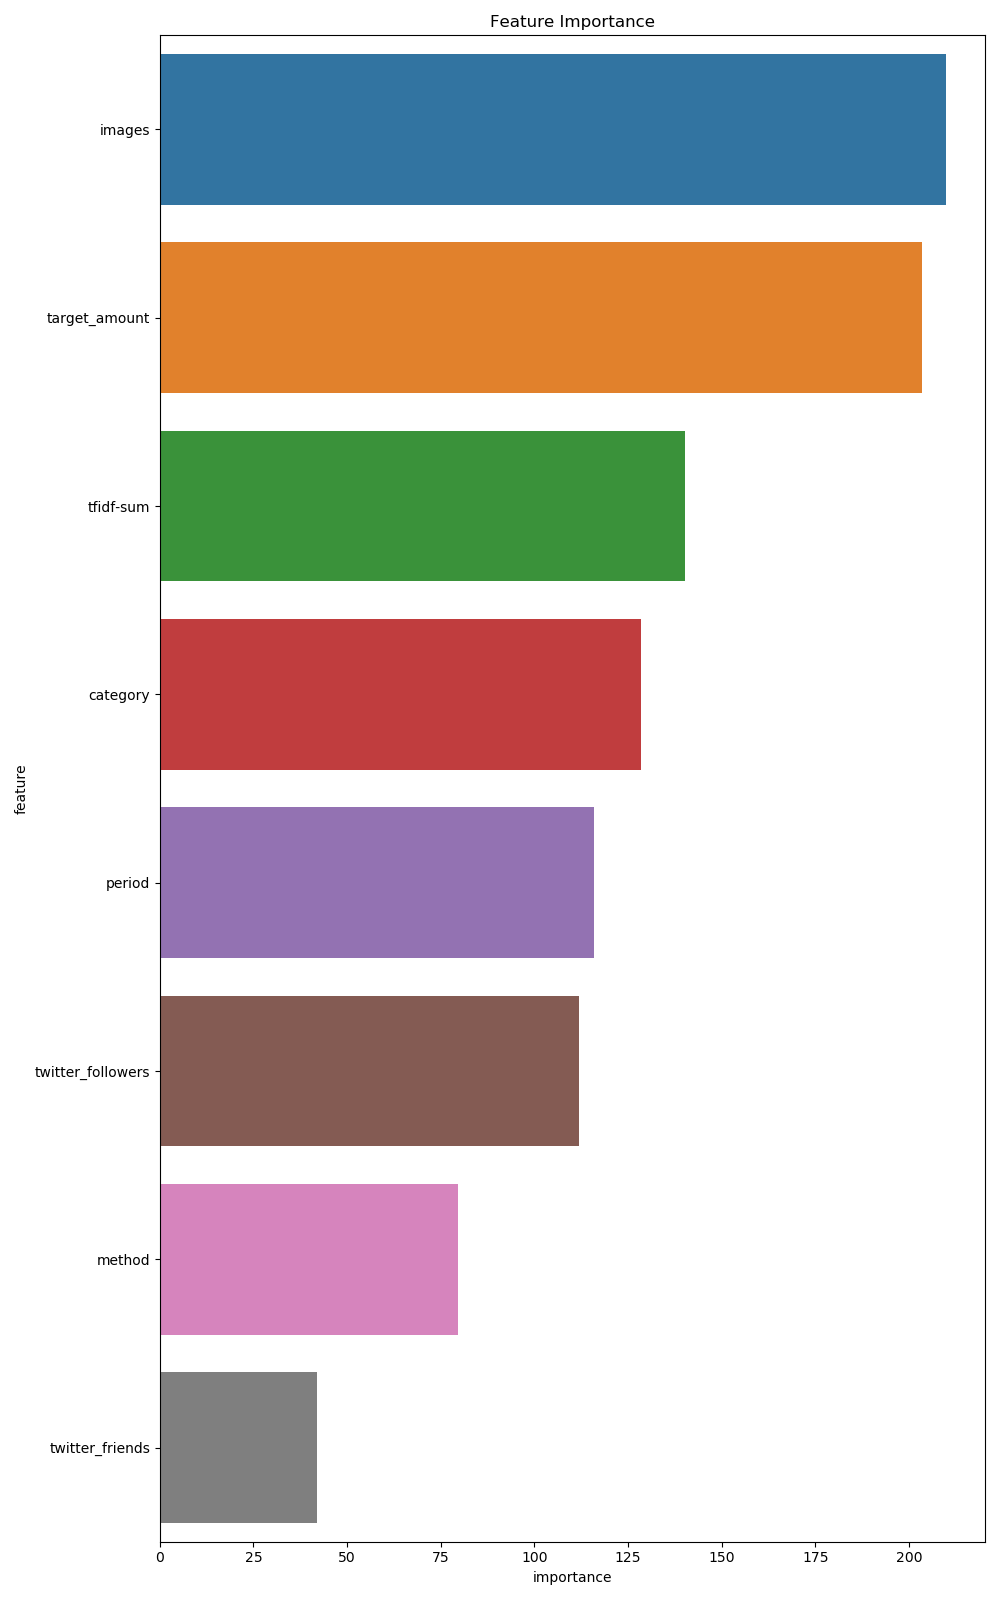 Feature Importance
images
target_amount
tfidf-sum
category
period
twitter_followers
method
twitter_friends
feature
0 25 50 75 100 125 150 175 200
importance